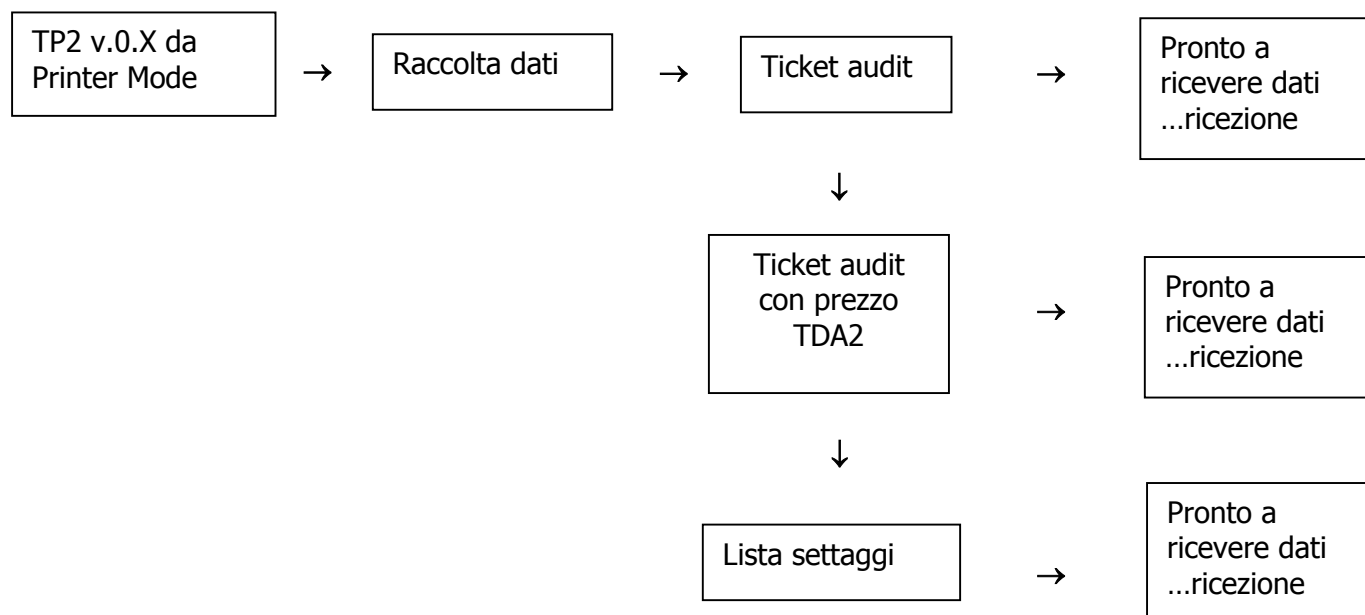 TP2 v.0.X da
Printer Mode
→
Raccolta dati
→
Ticket audit
→
Pronto a
ricevere dati
…ricezione
↓
Ticket audit
con prezzo
TDA2
→
Pronto a
ricevere dati
…ricezione
↓
Lista settaggi
→
Pronto a
ricevere dati
…ricezione